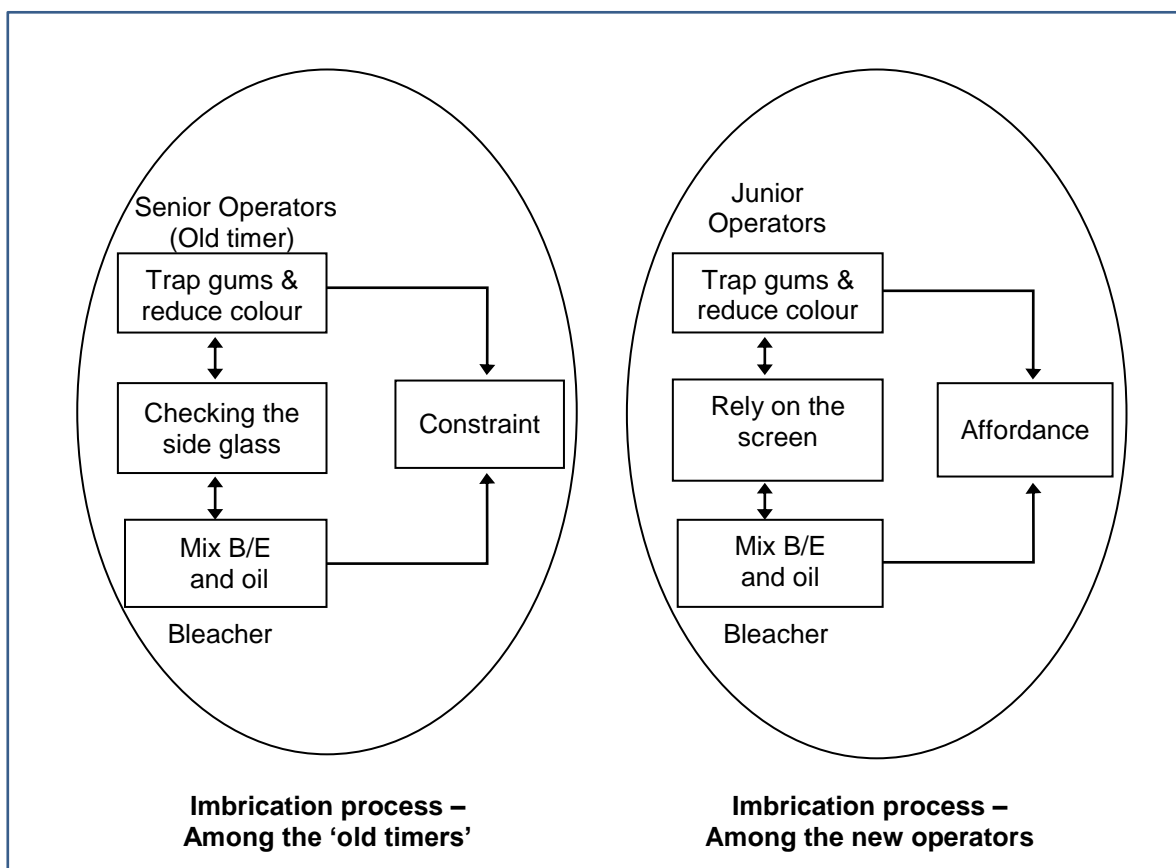 Senior Operators
(Old timer)
Trap gums &
reduce colour
Checking the
side glass
Constraint
Mix B/E
and oil
Bleacher
Imbrication process –
Among the ‘old timers’
Junior
Operators
Trap gums &
reduce colour
Rely on the
screen
Affordance
Mix B/E
and oil
Bleacher
Imbrication process –
Among the new operators